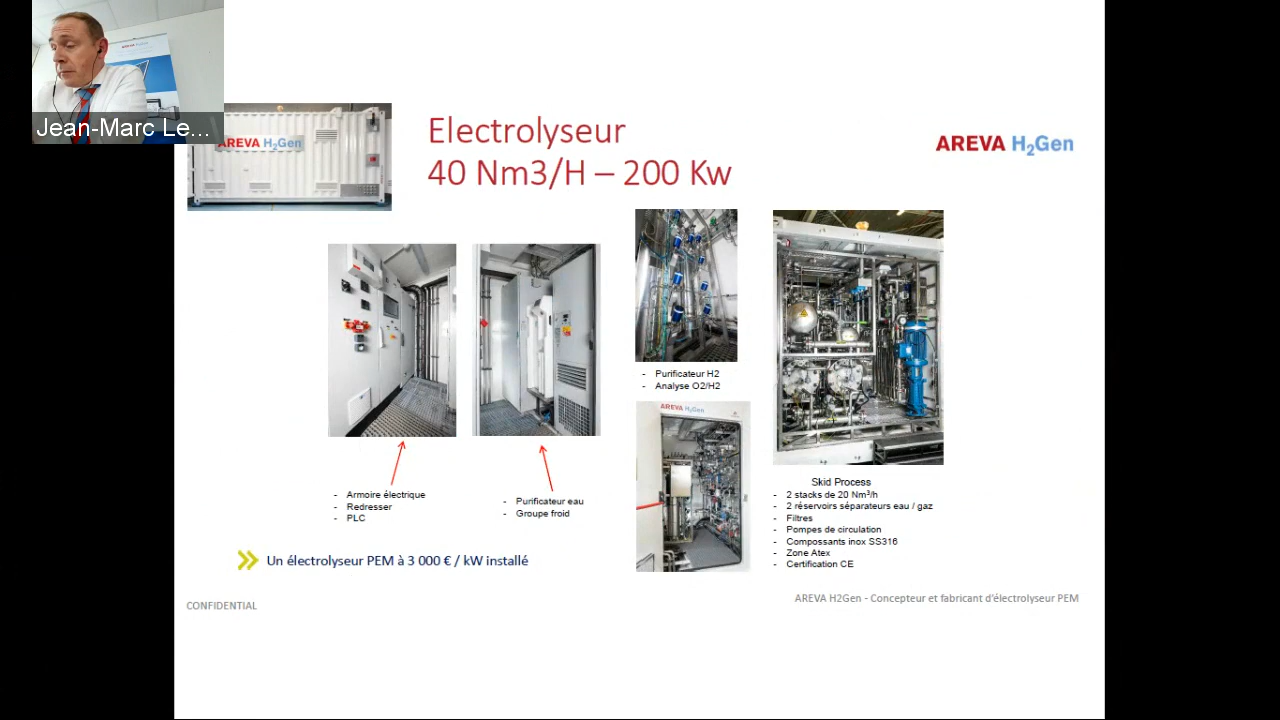 AREVA H2Gen
Jean-Marc Le...
AREVA H2Gen
Electrolyseur
40 Nm3/H – 200 Kw
AREVA H2Gen
- Purificateur H2
- Analyse O2/H2
AREVA H2Gen
- Armoire électrique
- Redresser
- PLC
- Purificateur eau
- Groupe froid
Skid Process
- 2 stacks de 20 Nm³/h
- 2 réservoirs séparateurs eau / gaz
- Filtres
- Pompes de circulation
- Compossants inox SS316
- Zone Atex
- Certification CE
Un électrolyseur PEM à 3 000 € / kW installé
CONFIDENTIAL
AREVA H2Gen - Concepteur et fabricant d'électrolyseur PEM